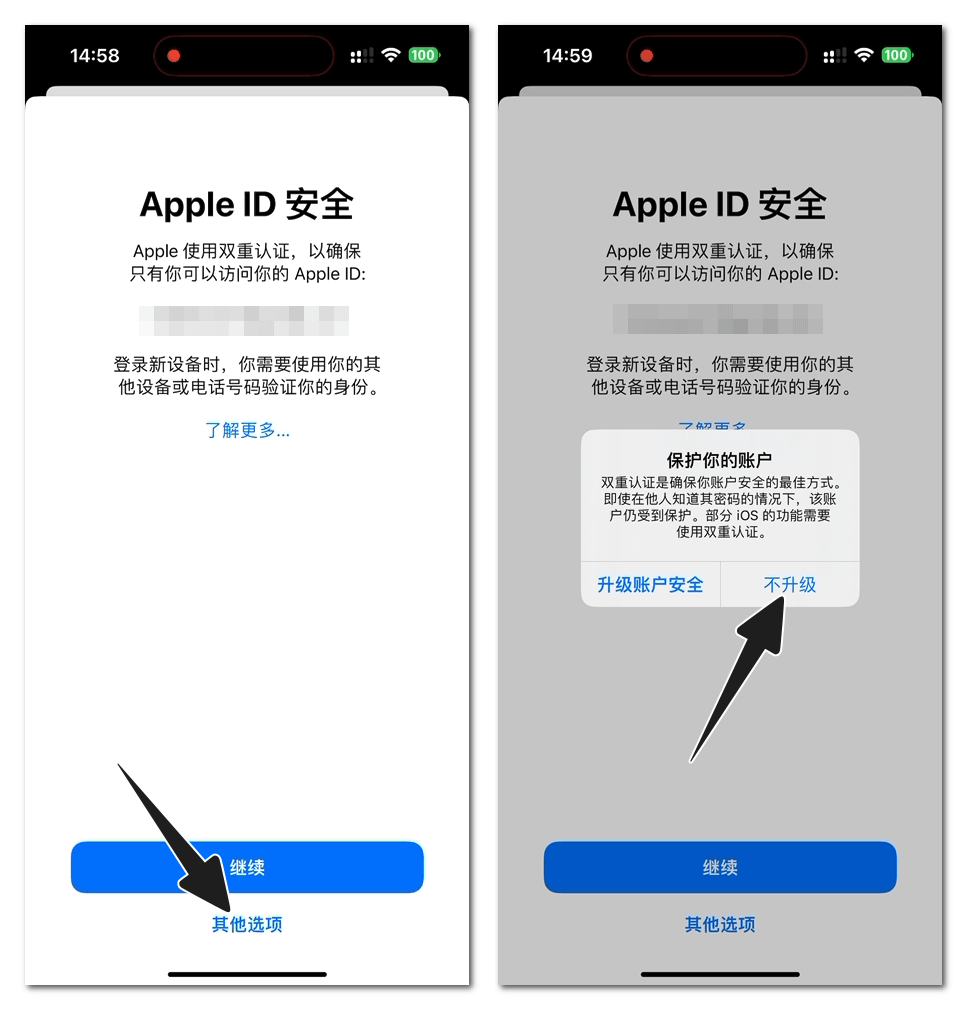 14:58
100
Apple ID 安全
Apple 使用双重认证，以确保
只有你可以访问你的 Apple ID:
登录新设备时，你需要使用你的其
他设备或电话号码验证你的身份。
了解更多...
继续
其他选项
14:59
100
Apple ID 安全
Apple 使用双重认证，以确保
只有你可以访问你的 Apple ID:
登录新设备时，你需要使用你的其
他设备或电话号码验证你的身份。
了解更多
保护你的账户
双重认证是确保你账户安全的最佳方式。
即使在他人知道其密码的情况下，该账
户仍受到保护。部分 iOS 的功能需要
使用双重认证。
升级账户安全
不升级
继续
其他选项